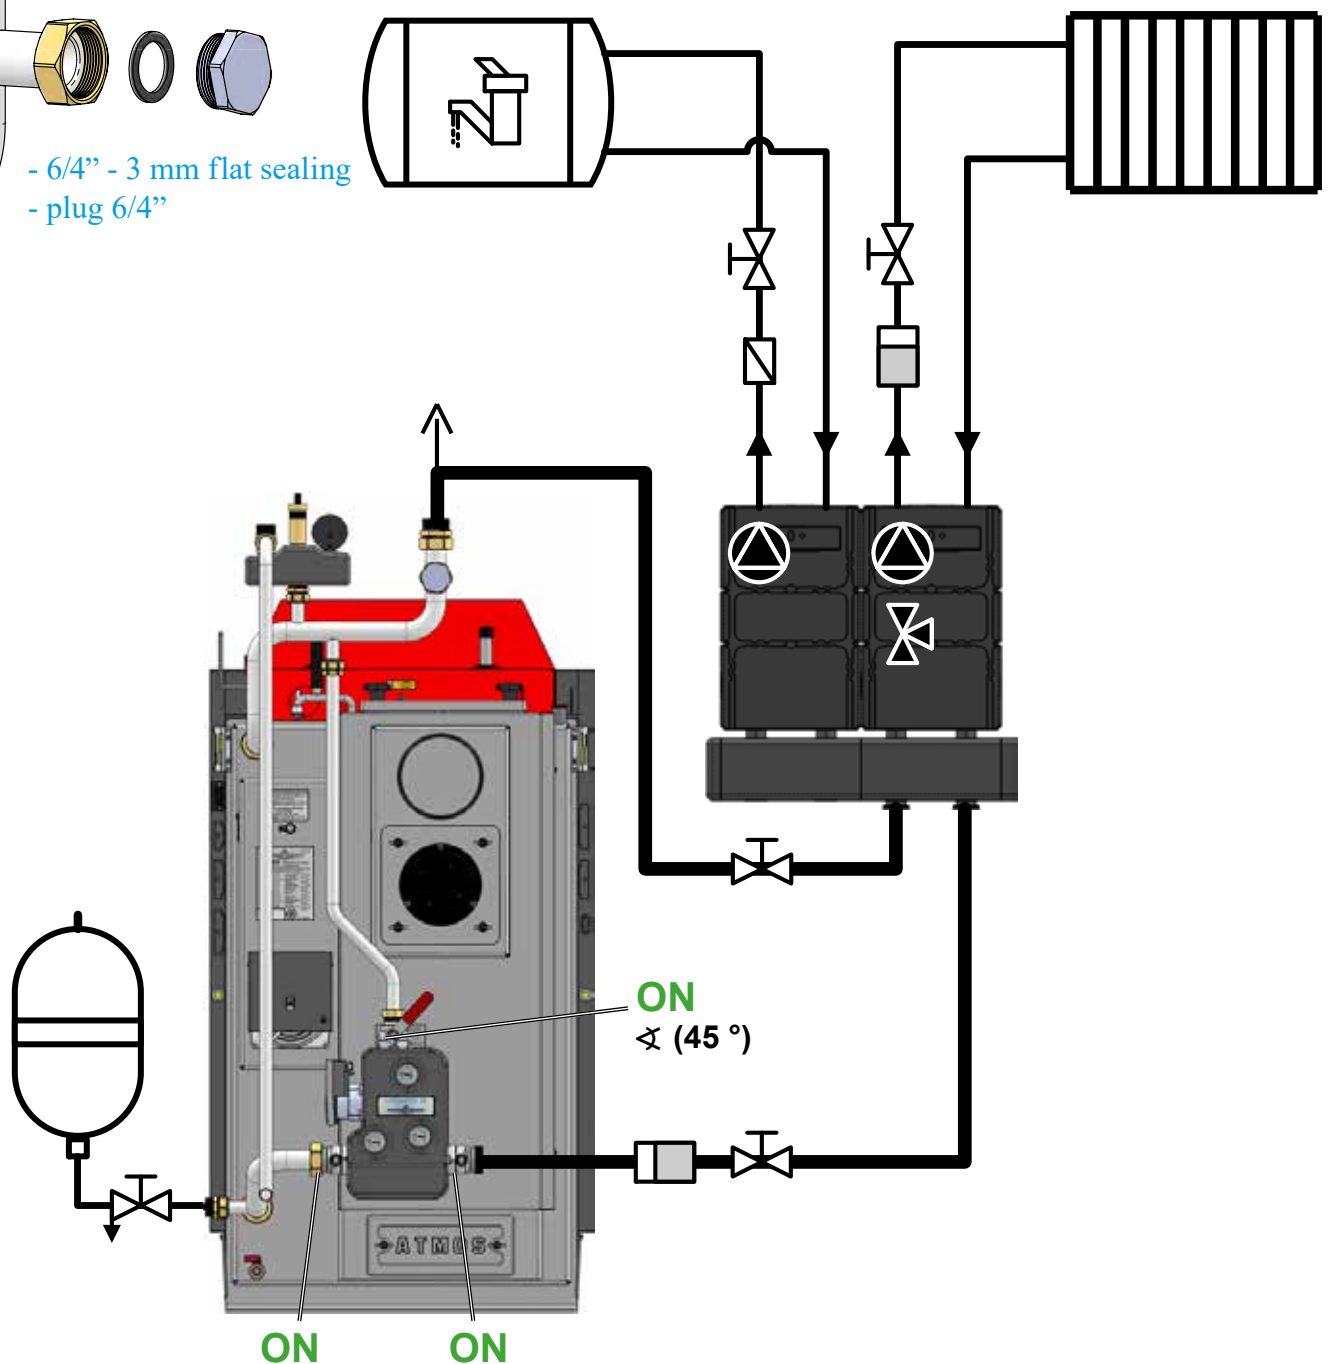 - 6/4” - 3 mm flat sealing
- plug 6/4”
ON
∢ (45 °)
ATMOS
ON
ON